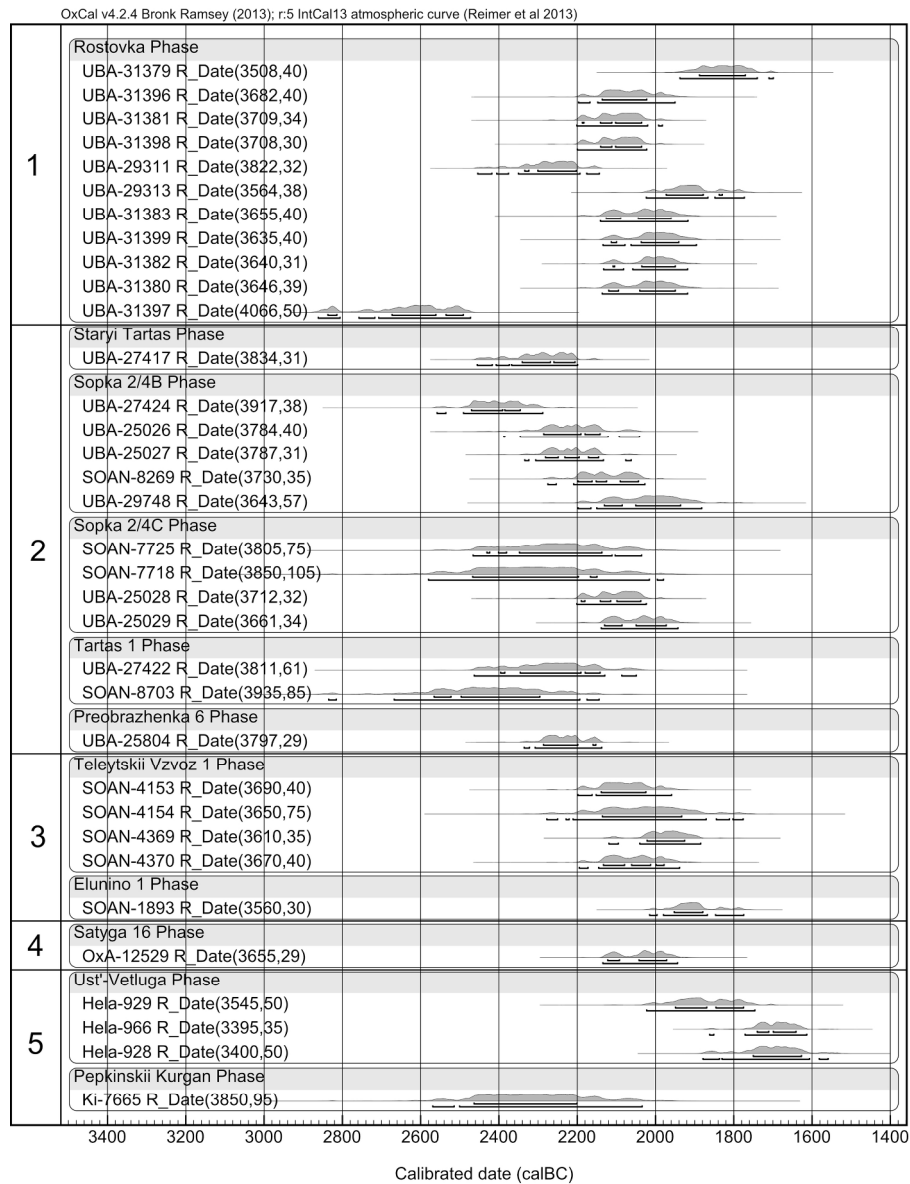 OxCal v4.2.4 Bronk Ramsey (2013); r:5 IntCal13 atmospheric curve (Reimer et al 2013)
1
Rostovka Phase
UBA-31379 R_Date(3508,40)
UBA-31396 R_Date(3682,40)
UBA-31381 R_Date(3709,34)
UBA-31398 R_Date(3708,30)
UBA-29311 R_Date(3822,32)
UBA-29313 R_Date(3564,38)
UBA-31383 R_Date(3655,40)
UBA-31399 R_Date(3635,40)
UBA-31382 R_Date(3640,31)
UBA-31380 R_Date(3646,39)
UBA-31397 R_Date(4066,50)
2
Staryi Tartas Phase
UBA-27417 R_Date(3834,31)
Sopka 2/4B Phase
UBA-27424 R_Date(3917,38)
UBA-25026 R_Date(3784,40)
UBA-25027 R_Date(3787,31)
SOAN-8269 R_Date(3730,35)
UBA-29748 R_Date(3643,57)
Sopka 2/4C Phase
SOAN-7725 R_Date(3805,75)
SOAN-7718 R_Date(3850,105)
UBA-25028 R_Date(3712,32)
UBA-25029 R_Date(3661,34)
Tartas 1 Phase
UBA-27422 R_Date(3811,61)
SOAN-8703 R_Date(3935,85)
Preobrazhenka 6 Phase
UBA-25804 R_Date(3797,29)
3
Teleytskii Vzvoz 1 Phase
SOAN-4153 R_Date(3690,40)
SOAN-4154 R_Date(3650,75)
SOAN-4369 R_Date(3610,35)
SOAN-4370 R_Date(3670,40)
Elunino 1 Phase
SOAN-1893 R_Date(3560,30)
4
Satyga 16 Phase
OxA-12529 R_Date(3655,29)
5
Ust'-Vetluga Phase
Hela-929 R_Date(3545,50)
Hela-966 R_Date(3395,35)
Hela-928 R_Date(3400,50)
Pepkinskii Kurgan Phase
Ki-7665 R_Date(3850,95)
3400 3200 3000 2800 2600 2400 2200 2000 1800 1600 1400
Calibrated date (calBC)